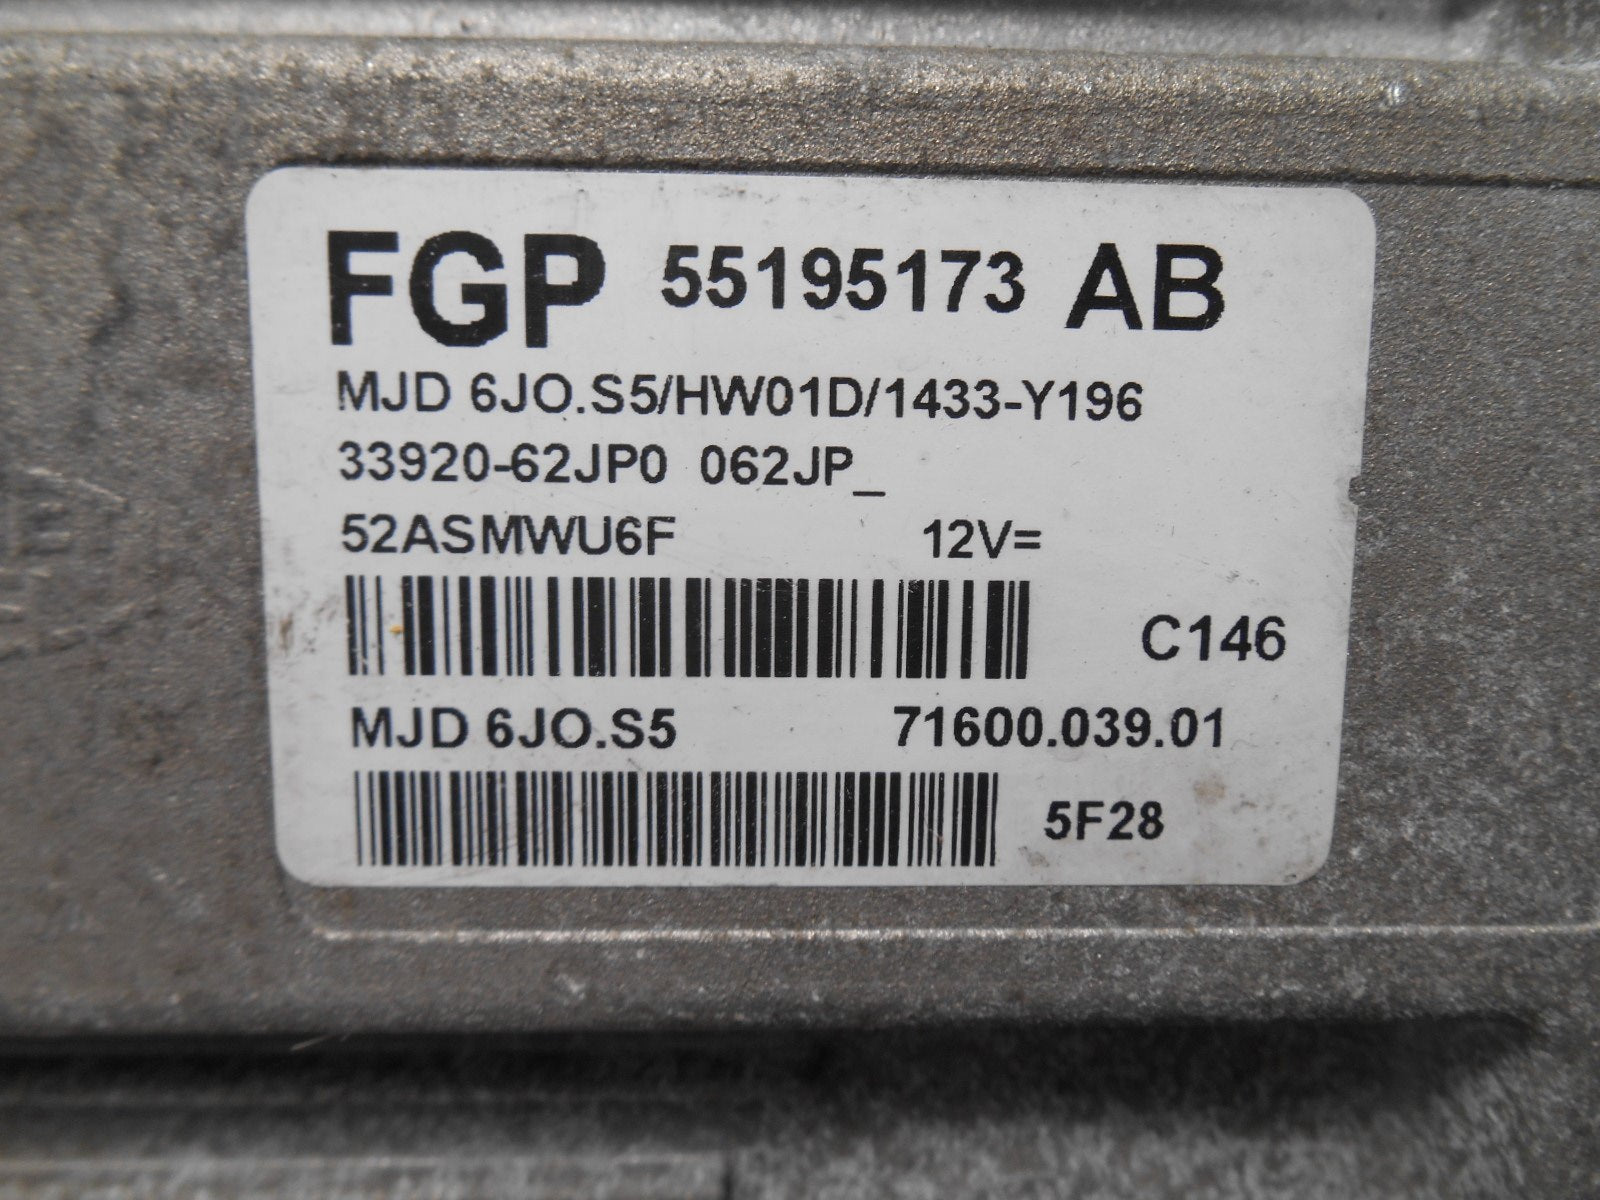 FGP 55195173 AB
MJD 6JO.S5/HW01D/1433-Y196
33920-62JP0 062JP_
52ASMWU6F 12V=
C146
MJD 6JO.S5 71600.039.01
5F28